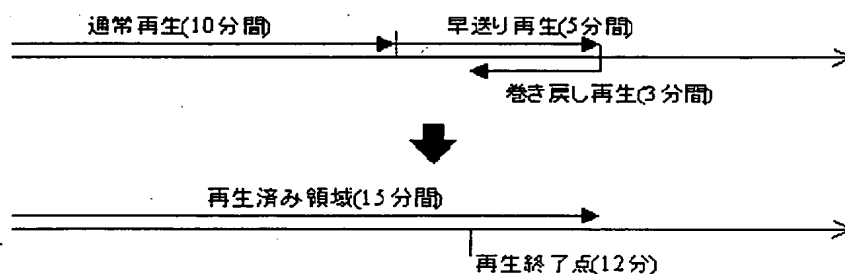 通常再生(10分間)
早送り再生(5分間)
巻き戻し再生(3分間)
再生済み領域(15分間)
再生終了点(12分)